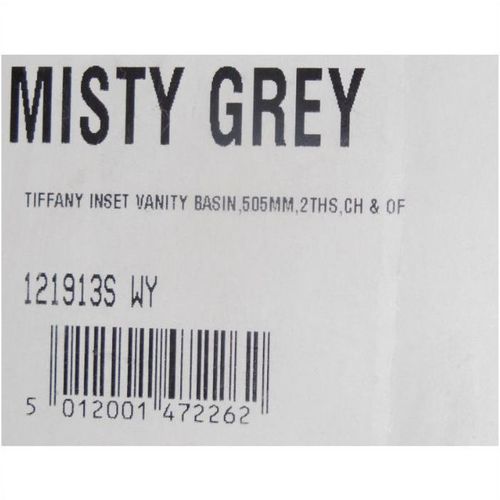 MISTY GREY
TIFFANY INSET VANITY BASIN,505MM,2THS,CH & OF
121913S WY
5 012001 472262